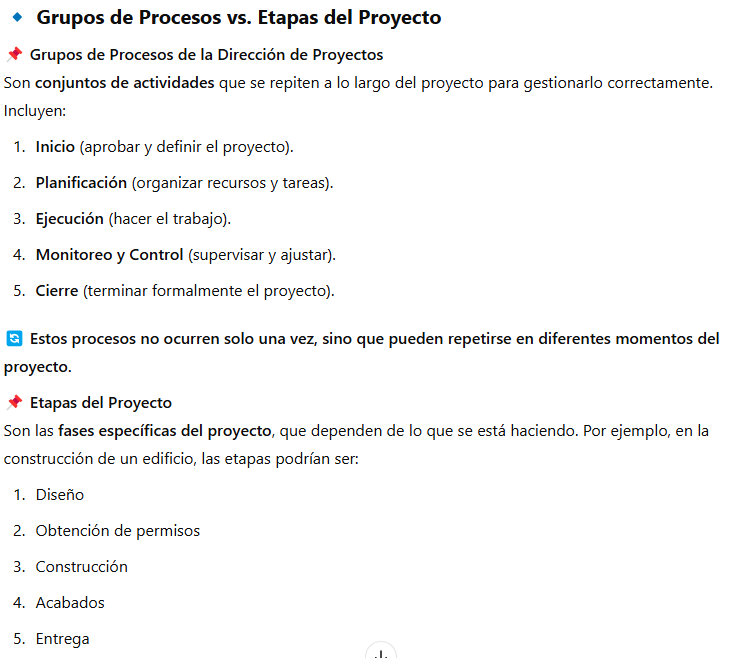 🔹 Grupos de Procesos vs. Etapas del Proyecto
📌 Grupos de Procesos de la Dirección de Proyectos
Son conjuntos de actividades que se repiten a lo largo del proyecto para gestionarlo correctamente.
Incluyen:
1. Inicio (aprobar y definir el proyecto).
2. Planificación (organizar recursos y tareas).
3. Ejecución (hacer el trabajo).
4. Monitoreo y Control (supervisar y ajustar).
5. Cierre (terminar formalmente el proyecto).
🔄 Estos procesos no ocurren solo una vez, sino que pueden repetirse en diferentes momentos del
proyecto.
📌 Etapas del Proyecto
Son las fases específicas del proyecto, que dependen de lo que se está haciendo. Por ejemplo, en la
construcción de un edificio, las etapas podrían ser:
1. Diseño
2. Obtención de permisos
3. Construcción
4. Acabados
5. Entrega